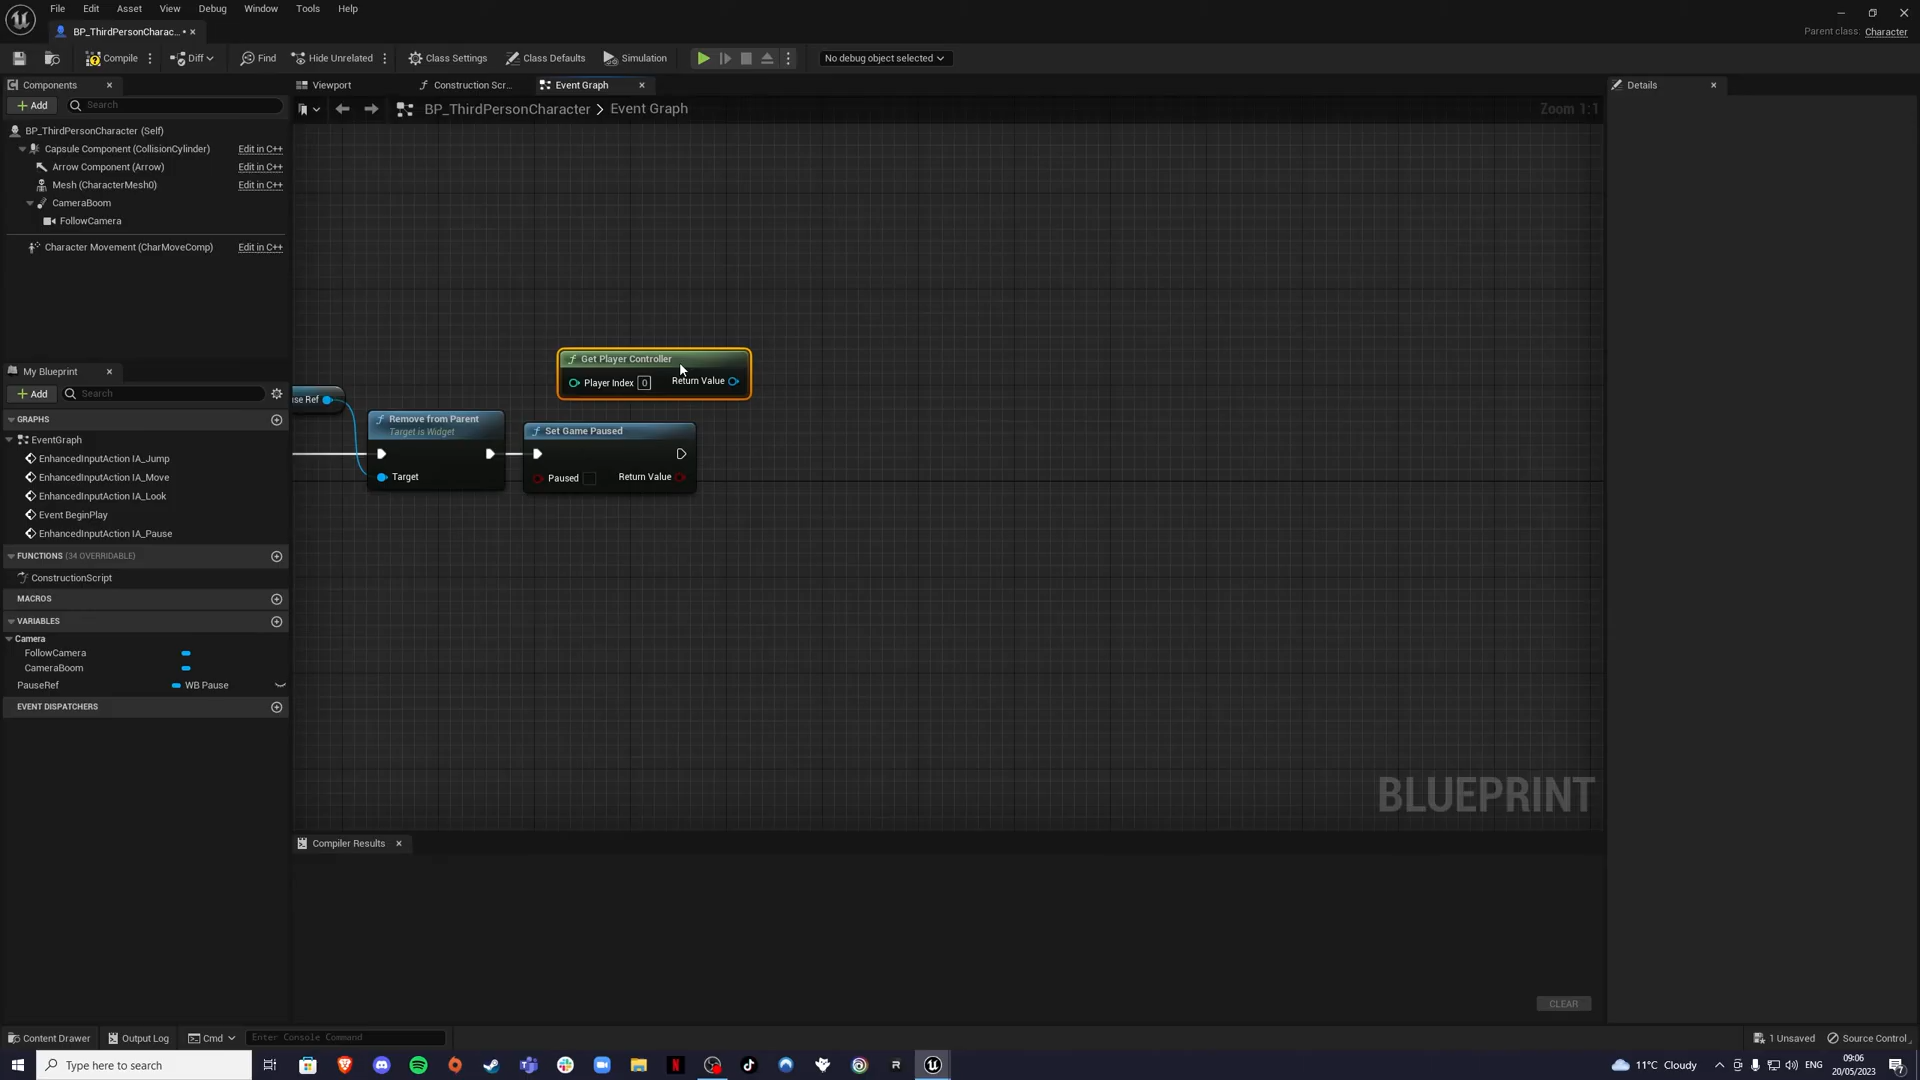 File Edit Asset View Debug Window Tools Help
BP_ThirdPersonCharac... •
Parent class: Character
Compile Diff Find Hide Unrelated Class Settings Class Defaults Simulation No debug object selected
Components
Viewport Construction Scr... Event Graph
Details
Add Search
BP_ThirdPersonCharacter > Event Graph
Zoom 1:1
BP_ThirdPersonCharacter (Self)
Capsule Component (CollisionCylinder) Edit in C++
Arrow Component (Arrow) Edit in C++
Mesh (CharacterMesh0) Edit in C++
CameraBoom
FollowCamera
Character Movement (CharMoveComp) Edit in C++
Get Player Controller
Player Index 0 Return Value
use Ref
Remove from Parent
Target is Widget
Target
Set Game Paused
Paused Return Value
My Blueprint
Add Search
GRAPHS
EventGraph
EnhancedInputAction IA_Jump
EnhancedInputAction IA_Move
EnhancedInputAction IA_Look
Event BeginPlay
EnhancedInputAction IA_Pause
FUNCTIONS (34 OVERRIDABLE)
ConstructionScript
MACROS
VARIABLES
Camera
FollowCamera
CameraBoom
PauseRef WB Pause
EVENT DISPATCHERS
BLUEPRINT
Compiler Results
CLEAR
Content Drawer Output Log Cmd Enter Console Command
1 Unsaved Source Control
Type here to search
11°C Cloudy
ENG
09:06
20/05/2023
7